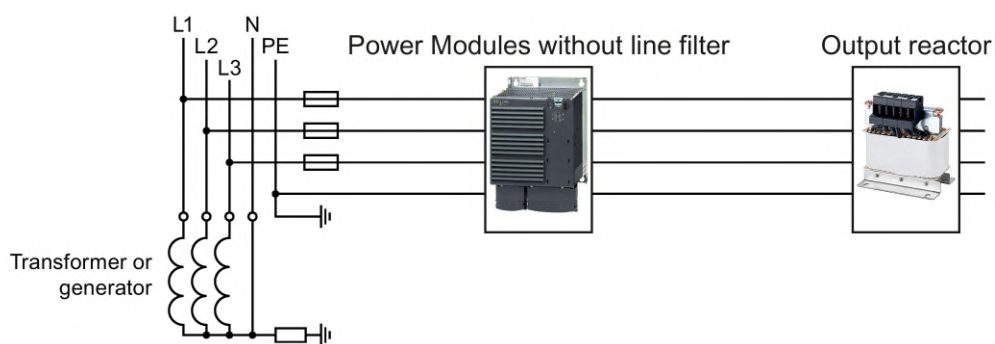 L1
N
L2
PE
L3
Power Modules without line filter
Output reactor
Transformer or
generator